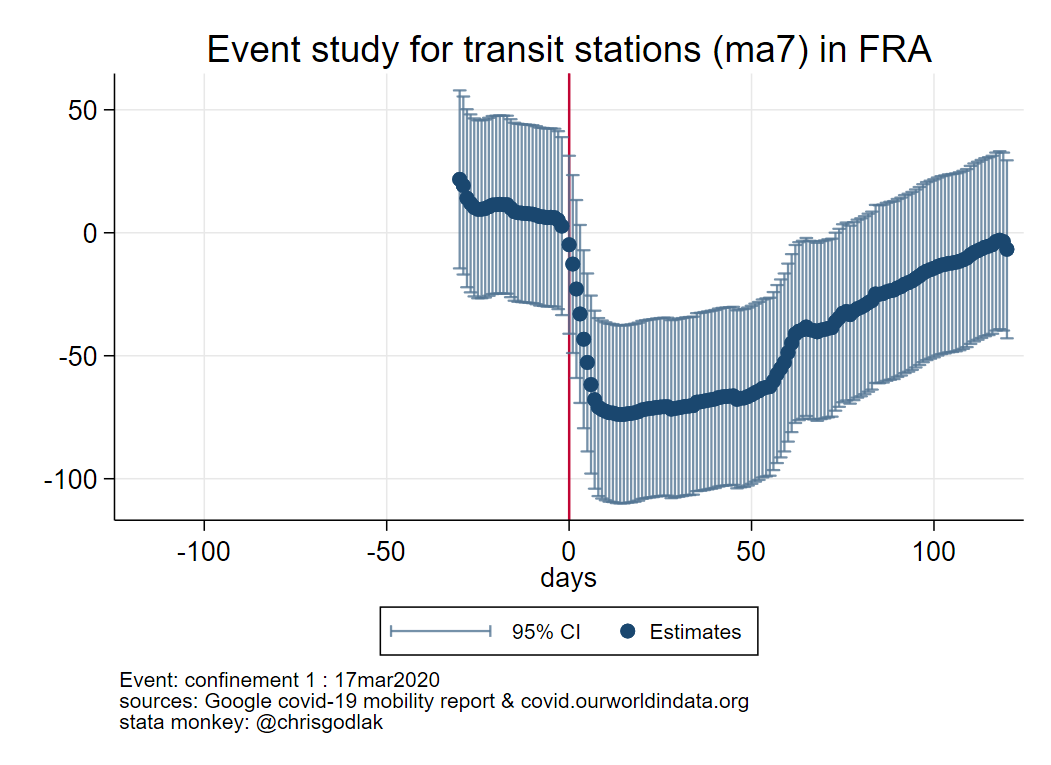 Event study for transit stations (ma7) in FRA
50
0
-50
-100
-100 -50 0 50 100
days
95% CI Estimates
Event: confinement 1 : 17mar2020
sources: Google covid-19 mobility report & covid.ourworldindata.org
stata monkey: @chrisgodlak